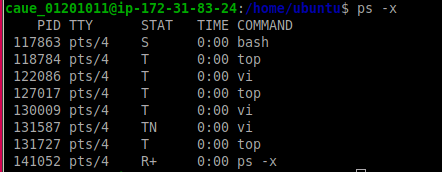 caue_01201011@ip-172-31-83-24:/home/ubuntu$ ps -x
    PID TTY      STAT   TIME COMMAND
 117863 pts/4    S      0:00 bash
 118784 pts/4    T      0:00 top
 122086 pts/4    T      0:00 vi
 127017 pts/4    T      0:00 top
 130009 pts/4    T      0:00 vi
 131587 pts/4    TN     0:00 vi
 131727 pts/4    T      0:00 top
 141052 pts/4    R+     0:00 ps -x